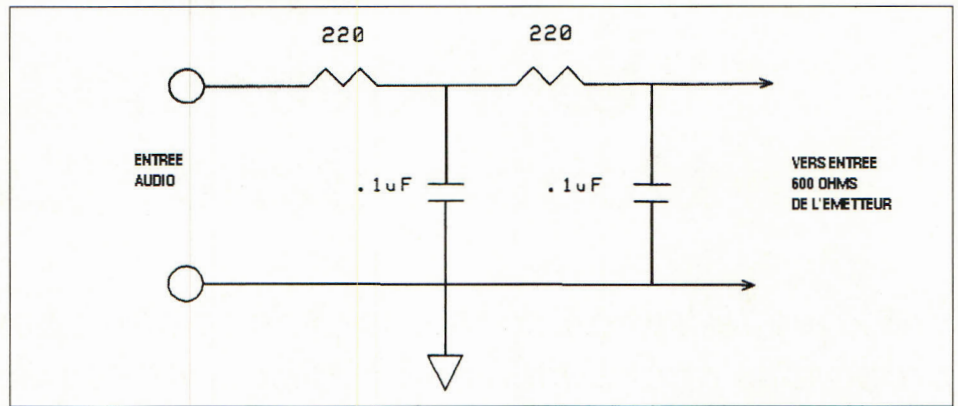 220
220
ENTREE
AUDIO
.1uF
.1uF
VERS ENTREE
600 OHMS
DE L'EMETTEUR